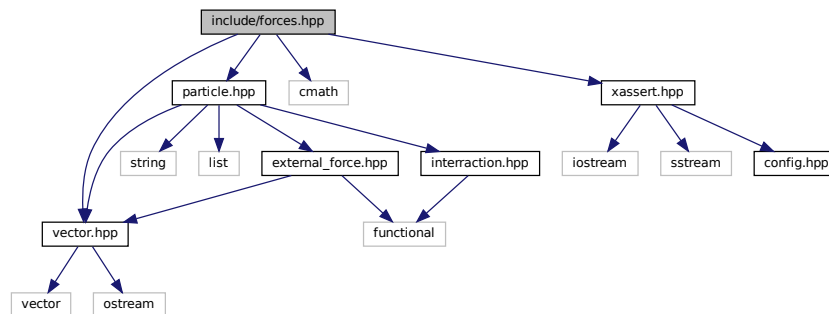 include/forces.hpp
particle.hpp
cmath
xassert.hpp
string
list
external_force.hpp
interraction.hpp
iostream
sstream
config.hpp
vector.hpp
functional
vector
ostream